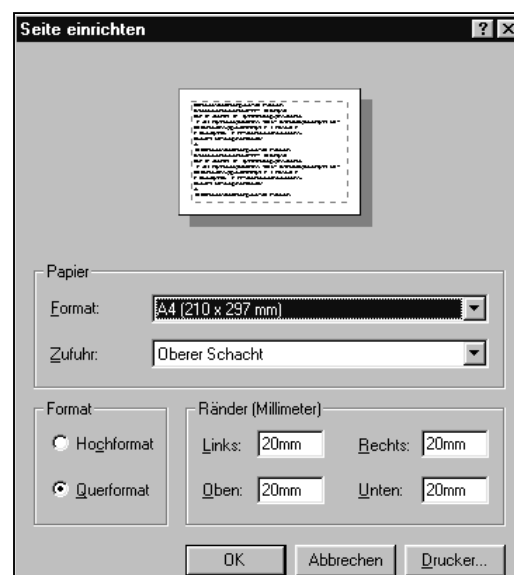 Seite einrichten
Papier
Format: A4 (210 x 297 mm)
Zufuhr: Oberer Schacht
Format
Hochformat
Querformat
Ränder (Millimeter)
Links: 20mm Rechts: 20mm
Oben: 20mm Unten: 20mm
OK Abbrechen Drucker...